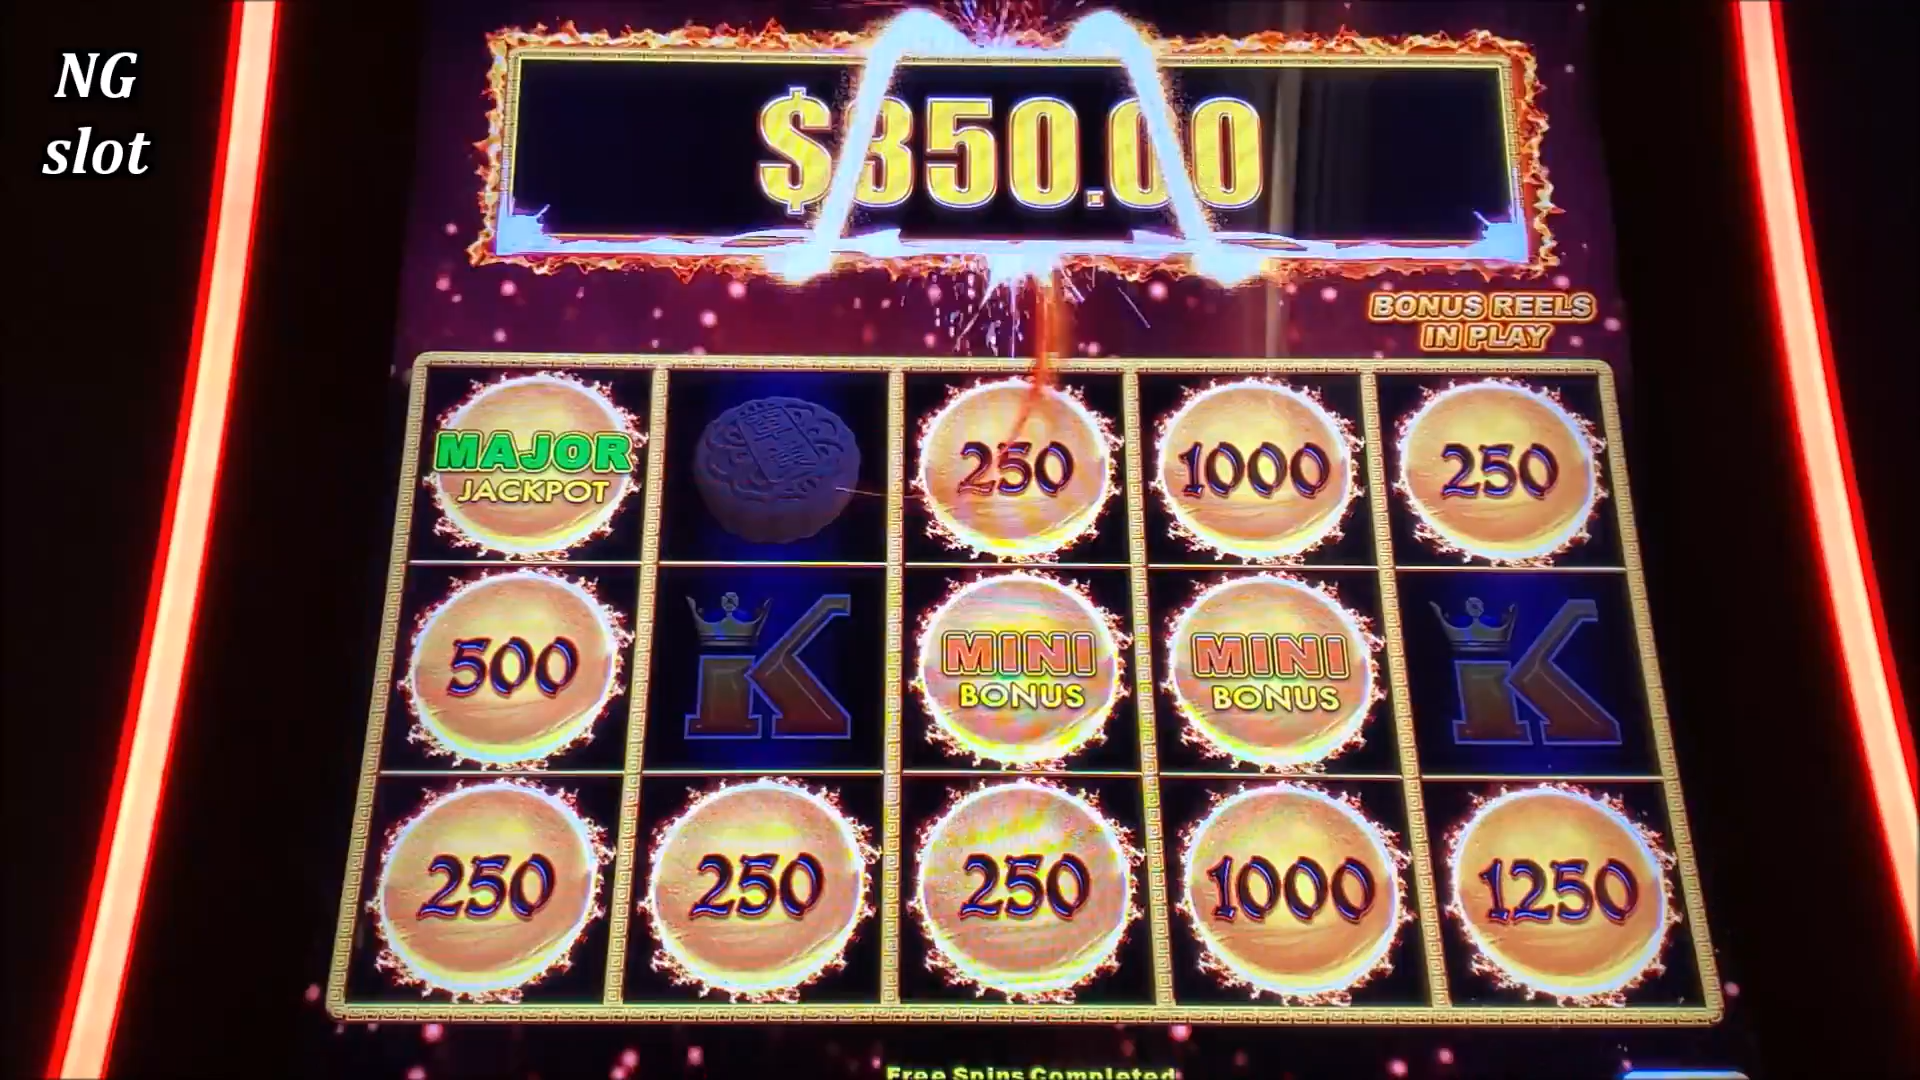 NG
slot
$350.00
BONUS REELS
IN PLAY
MAJOR
JACKPOT
250
1000
250
500
K
MINI
BONUS
MINI
BONUS
K
250
250
250
1000
1250
Free Spins Completed